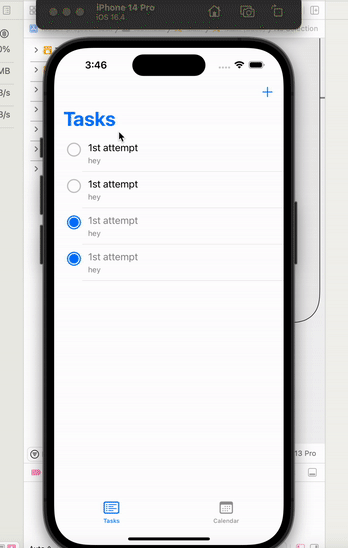 iPhone 14 Pro
iOS 16.4
0%
MB
B/s
B/s
3:46
Tasks
1st attempt
hey
1st attempt
hey
1st attempt
hey
1st attempt
hey
13 Pro
Tasks
Calendar